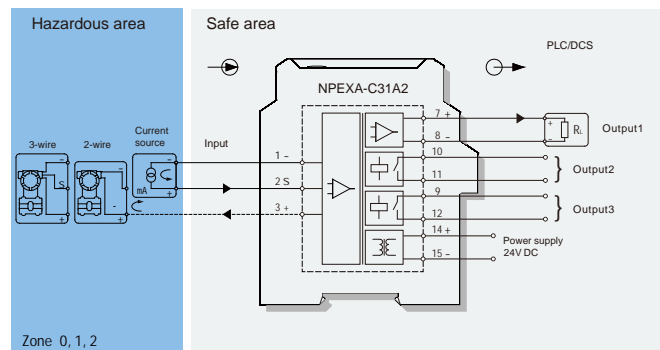 Hazardous area
Safe area
PLC/DCS
NPEXA-C31A2
7 +
8 -
+
-
RL
Output1
3-wire
2-wire
Current
source
Input
-
S
+
-
-
+
-
mA
+
1 -
2 S
3 +
10
11
Output2
9
12
Output3
14 +
15 -
Power supply
24V DC
Zone 0, 1, 2